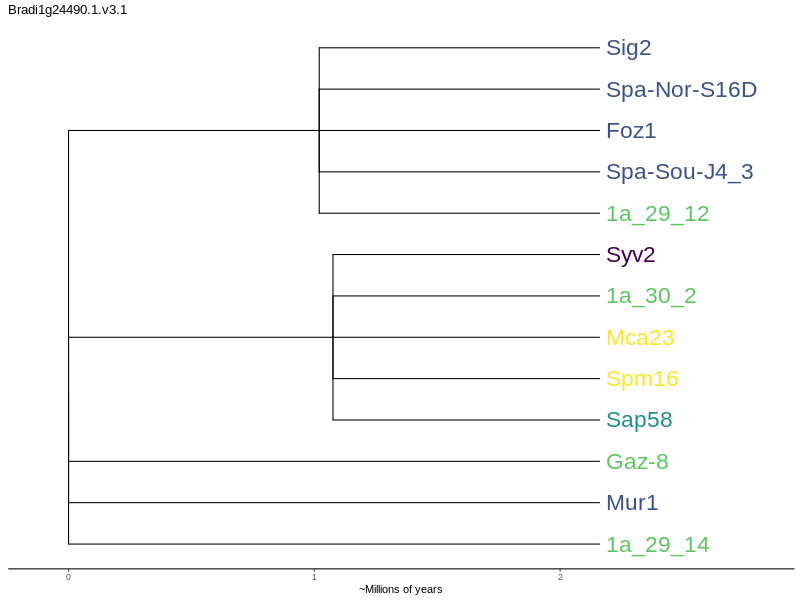 Bradi1g24490.1.v3.1
Sig2
Spa-Nor-S16D
Foz1
Spa-Sou-J4_3
1a_29_12
Syv2
1a_30_2
Mca23
Spm16
Sap58
Gaz-8
Mur1
1a_29_14
0 1 2
~Millions of years